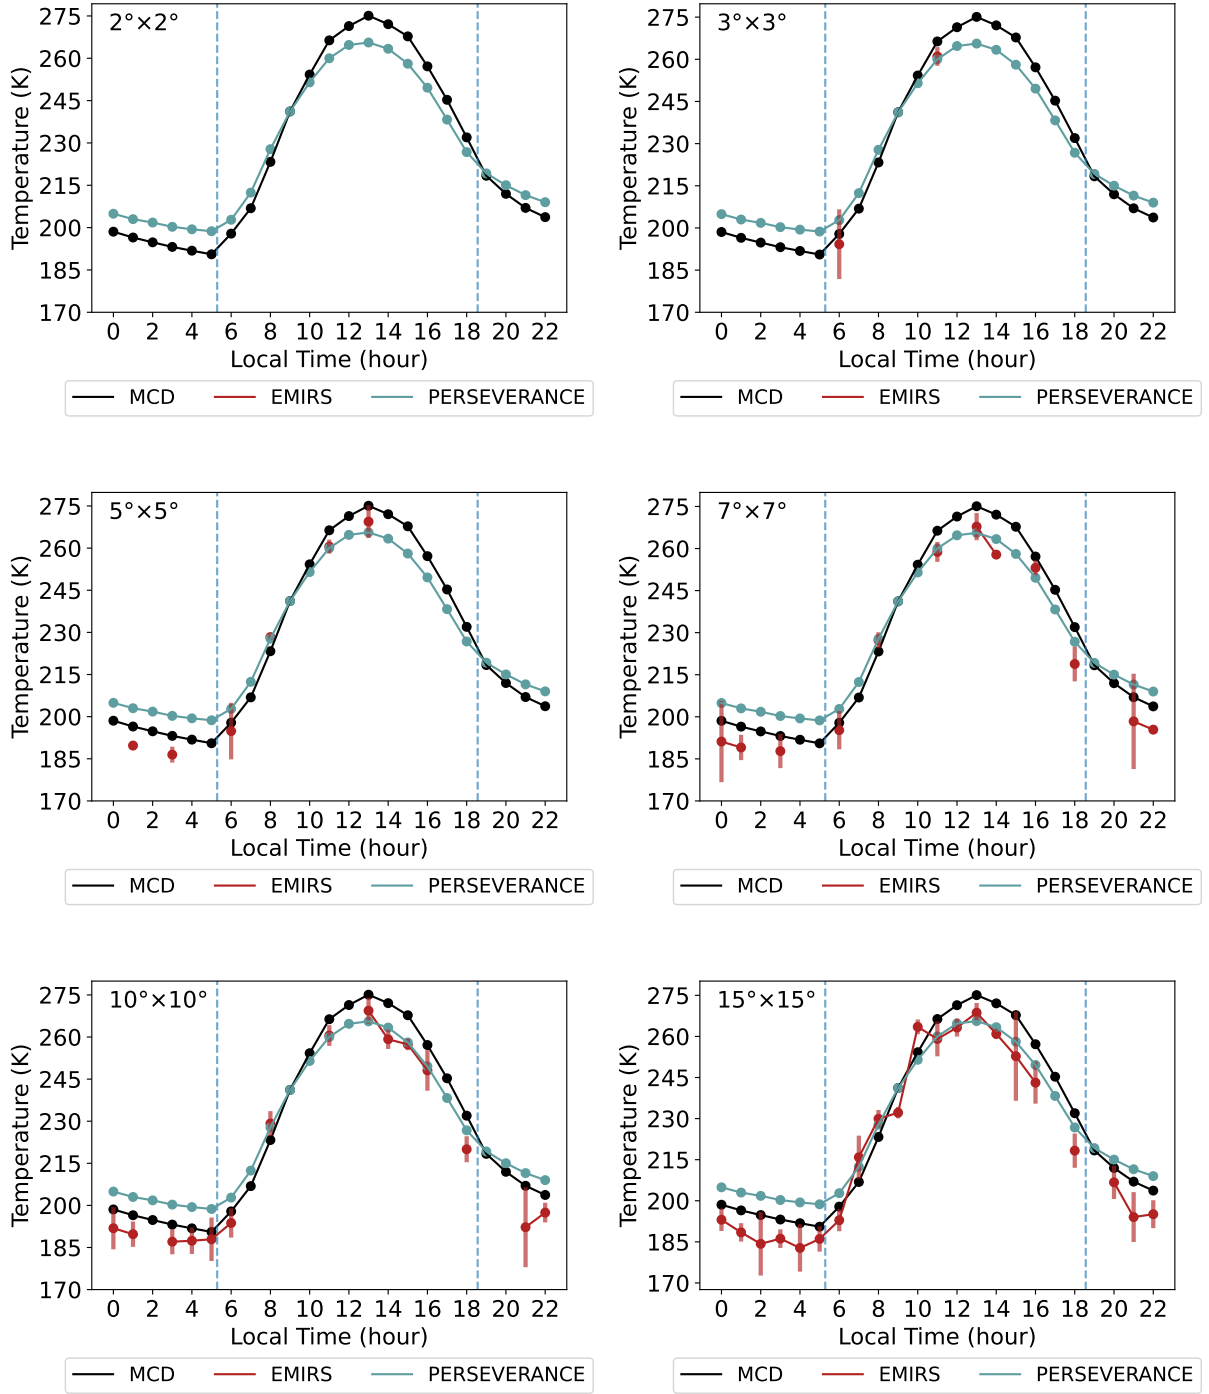 2°×2°
Temperature (K)
275
260
245
230
215
200
185
170
0 2 4 6 8 10 12 14 16 18 20 22
Local Time (hour)
MCD EMIRS PERSEVERANCE
3°×3°
Temperature (K)
275
260
245
230
215
200
185
170
0 2 4 6 8 10 12 14 16 18 20 22
Local Time (hour)
MCD EMIRS PERSEVERANCE
5°×5°
Temperature (K)
275
260
245
230
215
200
185
170
0 2 4 6 8 10 12 14 16 18 20 22
Local Time (hour)
MCD EMIRS PERSEVERANCE
7°×7°
Temperature (K)
275
260
245
230
215
200
185
170
0 2 4 6 8 10 12 14 16 18 20 22
Local Time (hour)
MCD EMIRS PERSEVERANCE
10°×10°
Temperature (K)
275
260
245
230
215
200
185
170
0 2 4 6 8 10 12 14 16 18 20 22
Local Time (hour)
MCD EMIRS PERSEVERANCE
15°×15°
Temperature (K)
275
260
245
230
215
200
185
170
0 2 4 6 8 10 12 14 16 18 20 22
Local Time (hour)
MCD EMIRS PERSEVERANCE